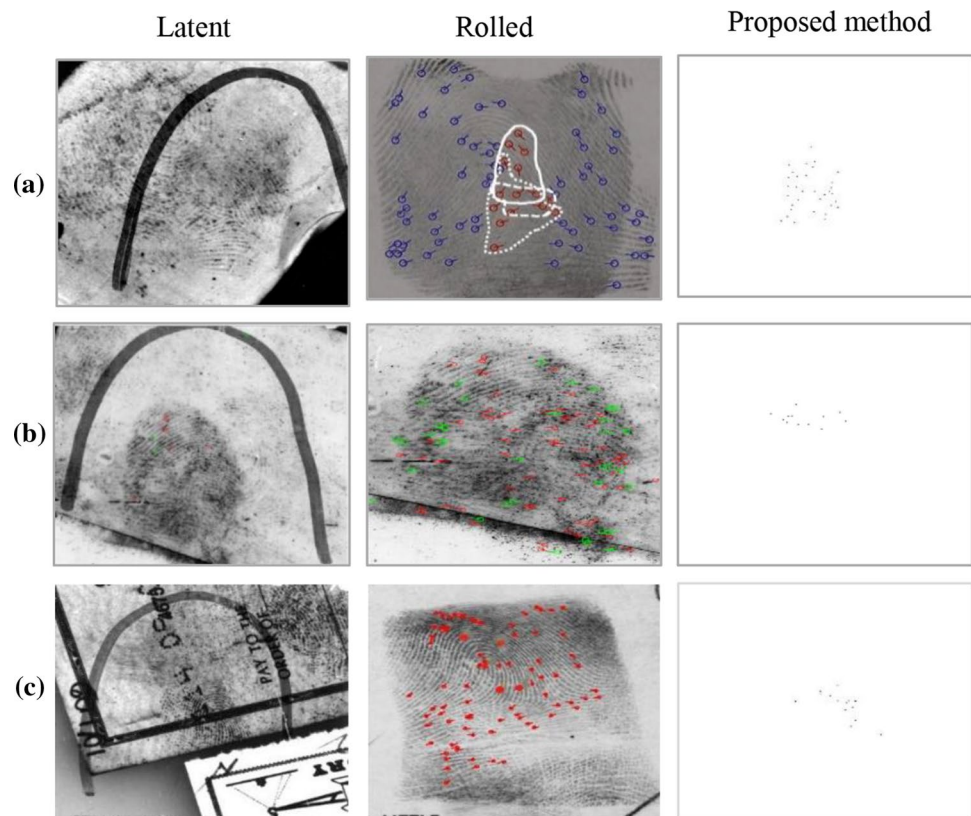 Latent
Rolled
Proposed method
(a)
(b)
(c)
PAY TO THE
ORDER OF